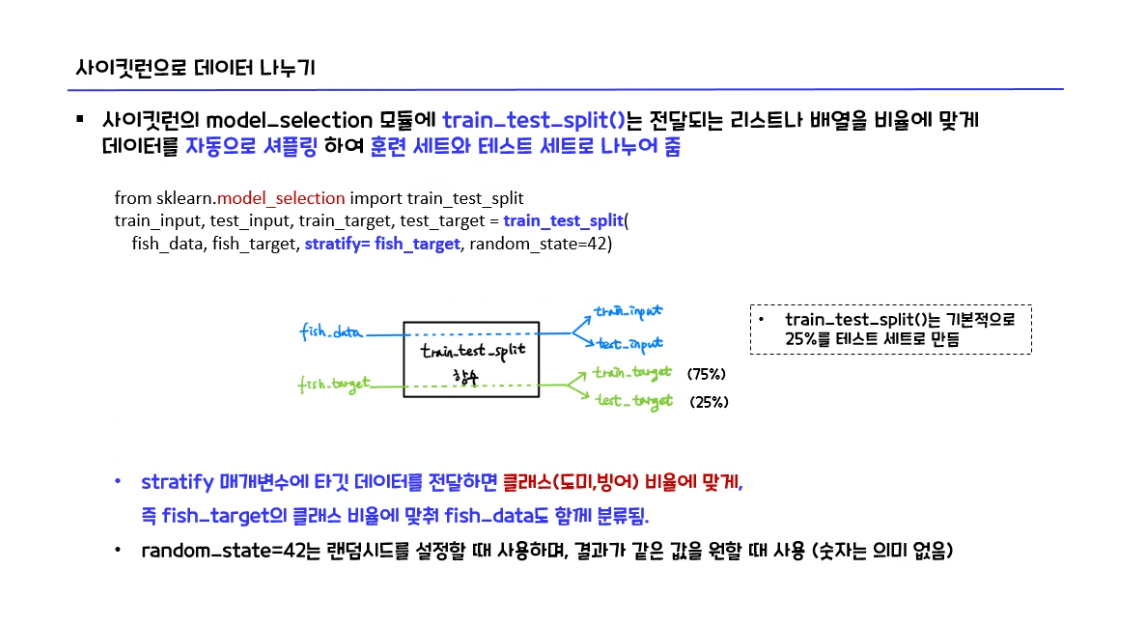 사이킷런으로 데이터 나누기
▪ 사이킷런의 model_selection 모듈에 train_test_split()는 전달되는 리스트나 배열을 비율에 맞게
데이터를 자동으로 셔플링 하여 훈련 세트와 테스트 세트로 나누어 줌
from sklearn.model_selection import train_test_split
train_input, test_input, train_target, test_target = train_test_split(
fish_data, fish_target, stratify= fish_target, random_state=42)
fish_data
train_test_split
함수
train_input
test_input
fish_target
train_target (75%)
test_target (25%)
• train_test_split()는 기본적으로
25%를 테스트 세트로 만듬
• stratify 매개변수에 타깃 데이터를 전달하면 클래스(도미,빙어) 비율에 맞게,
즉 fish_target의 클래스 비율에 맞춰 fish_data도 함께 분류됨.
• random_state=42는 랜덤시드를 설정할 때 사용하며, 결과가 같은 값을 원할 때 사용 (숫자는 의미 없음)